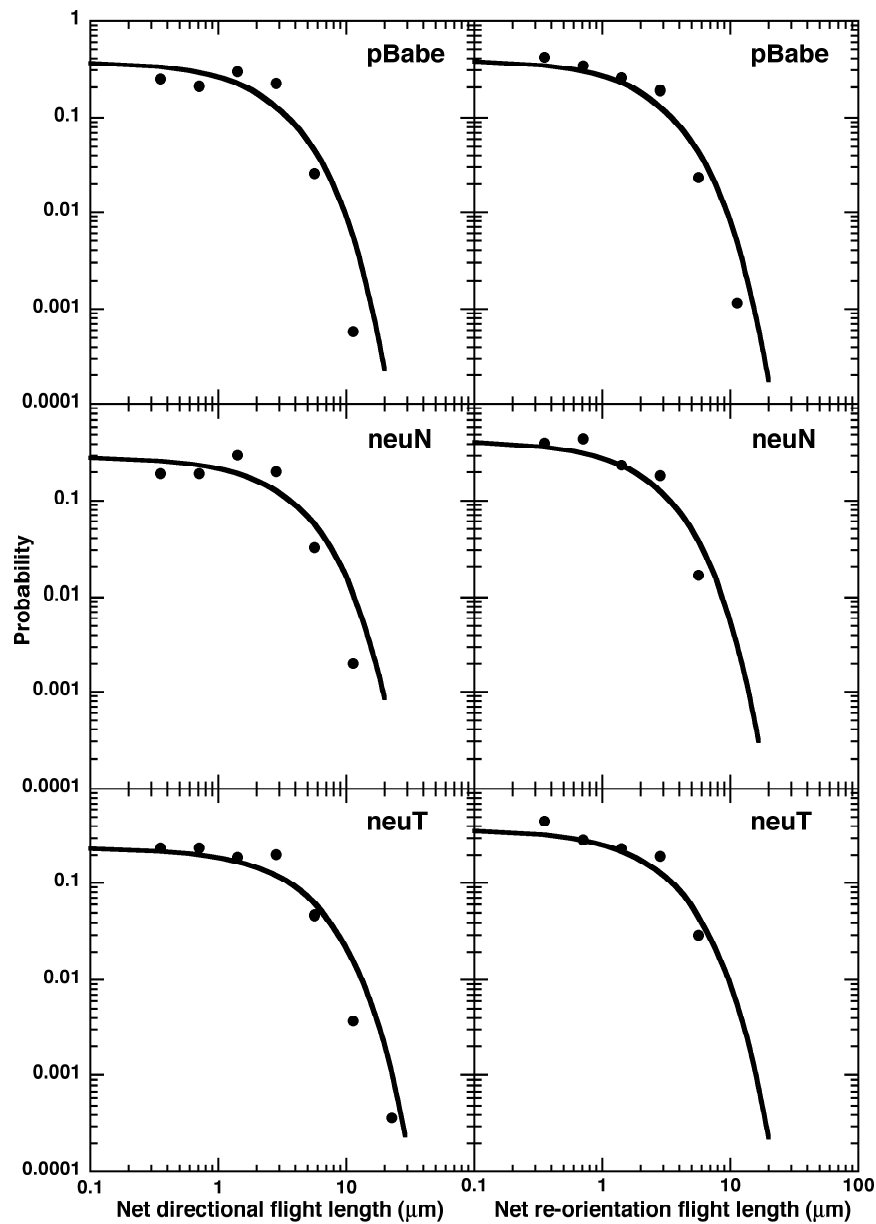 1
pBabe
pBabe
0.1
0.01
0.001
0.0001
neuN
neuN
0.1
0.01
0.001
0.0001
Probability
neuT
neuT
0.1
0.01
0.001
0.0001
0.1 1 10 0.1 1 10 100
Net directional flight length (μm) Net re-orientation flight length (μm)